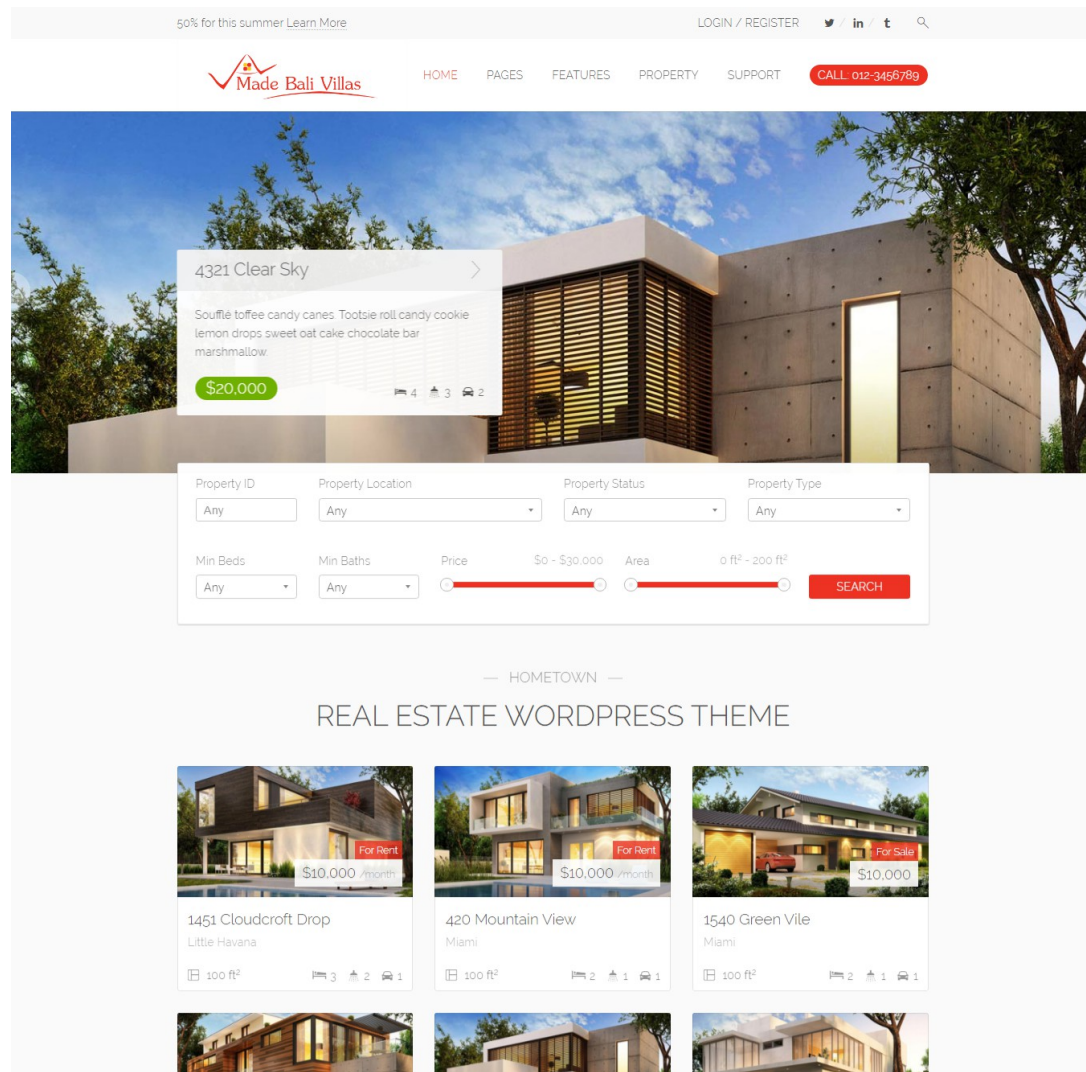 50% for this summer Learn More
LOGIN / REGISTER / in / t
Made Bali Villas
HOME PAGES FEATURES PROPERTY SUPPORT CALL: 012-3456789
4321 Clear Sky
Soufflé toffee candy canes. Tootsie roll candy cookie
lemon drops sweet oat cake chocolate bar
marshmallow.
$20,000 4 3 2
Property ID Property Location Property Status Property Type
Any Any Any Any
Min Beds Min Baths Price $0 - $30.000 Area 0 ft² - 200 ft²
Any Any SEARCH
— HOMETOWN —
REAL ESTATE WORDPRESS THEME
For Rent For Rent For Sale
$10,000 /month $10,000 /month $10,000
1451 Cloudcroft Drop 420 Mountain View 1540 Green Vile
Little Havana Miami Miami
100 ft² 3 2 1 100 ft² 2 1 1 100 ft² 2 1 1